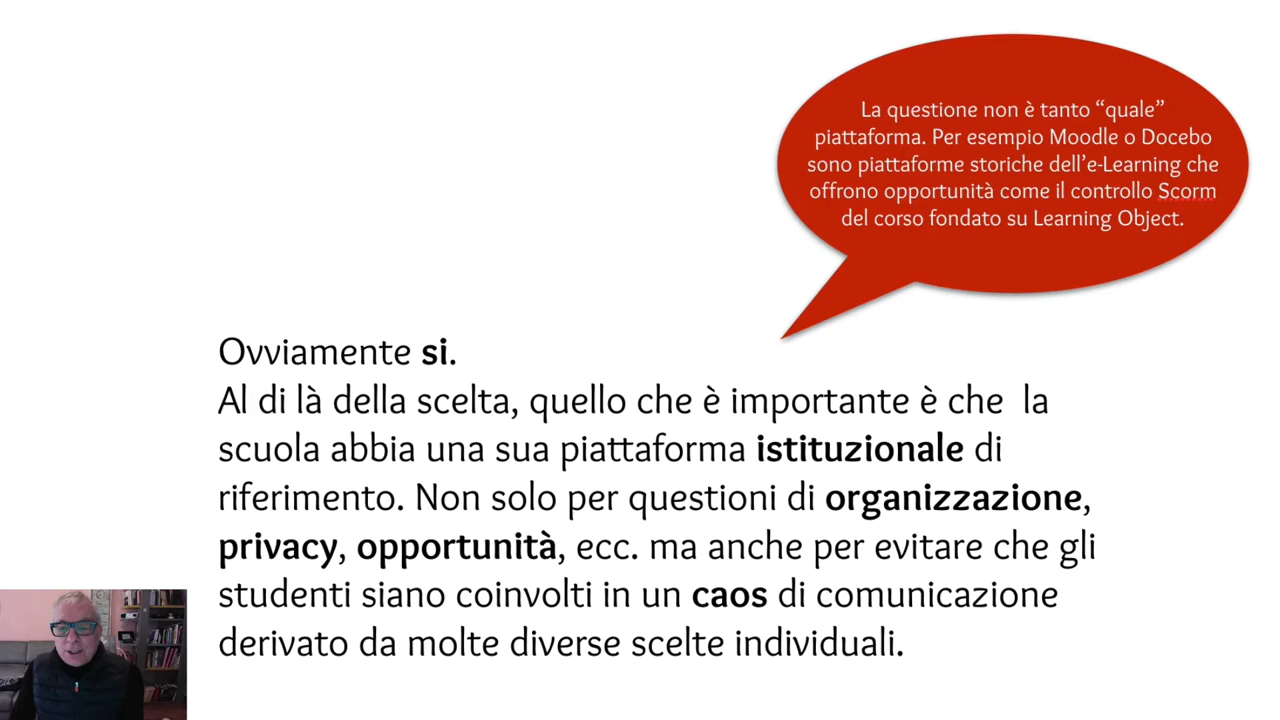 La questione non è tanto “quale”
piattaforma. Per esempio Moodle o Docebo
sono piattaforme storiche dell’e-Learning che
offrono opportunità come il controllo Scorm
del corso fondato su Learning Object.
Ovviamente si.
Al di là della scelta, quello che è importante è che  la
scuola abbia una sua piattaforma istituzionale di
riferimento. Non solo per questioni di organizzazione,
privacy, opportunità, ecc. ma anche per evitare che gli
studenti siano coinvolti in un caos di comunicazione
derivato da molte diverse scelte individuali.